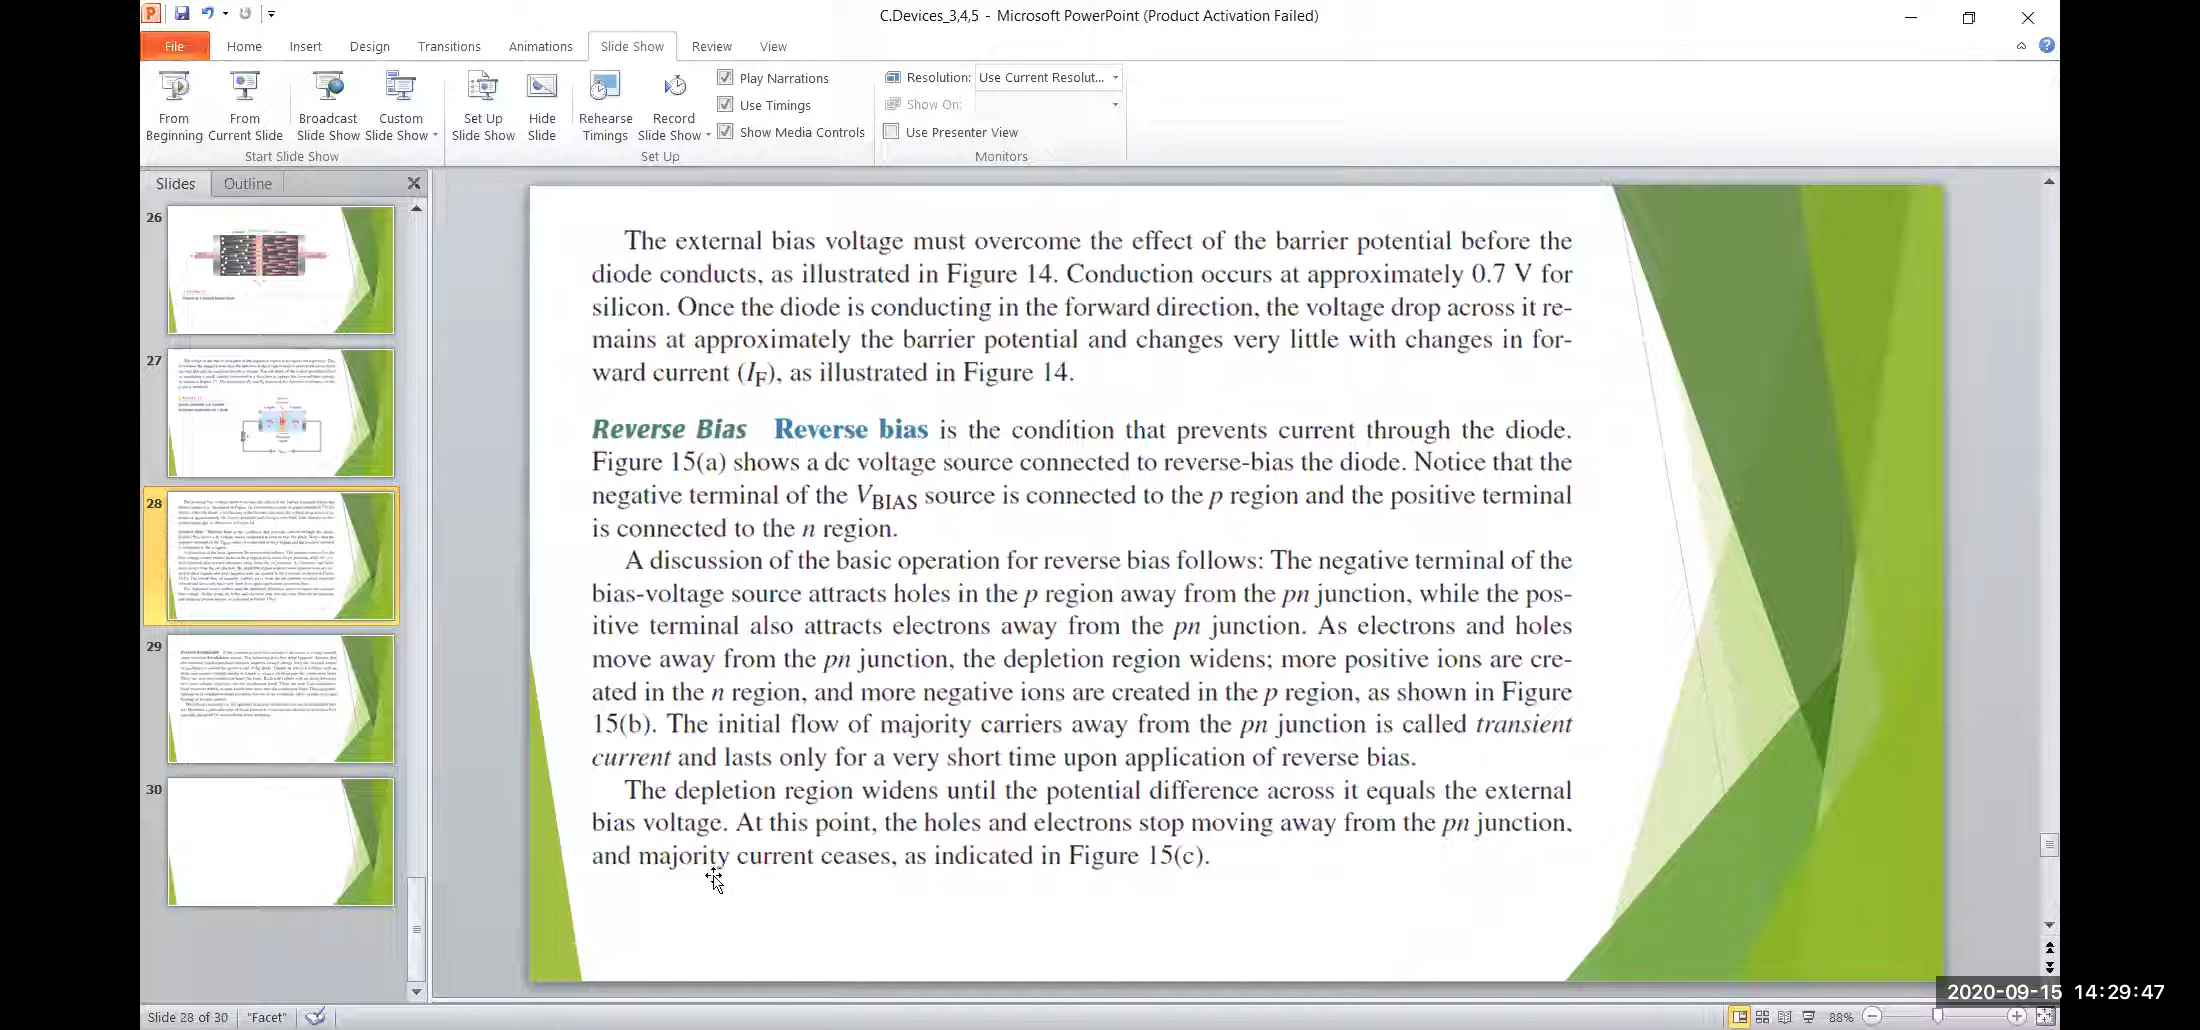 C.Devices_3,4,5 - Microsoft PowerPoint (Product Activation Failed)
File Home Insert Design Transitions Animations Slide Show Review View
From Beginning
From Current Slide
Broadcast Slide Show
Custom Slide Show
Start Slide Show
Set Up Slide Show
Hide Slide
Rehearse Timings
Record Slide Show
Play Narrations
Use Timings
Show Media Controls
Set Up
Resolution: Use Current Resolut...
Show On:
Use Presenter View
Monitors
Slides Outline
26
27
28
29
30
The external bias voltage must overcome the effect of the barrier potential before the
diode conducts, as illustrated in Figure 14. Conduction occurs at approximately 0.7 V for
silicon. Once the diode is conducting in the forward direction, the voltage drop across it re-
mains at approximately the barrier potential and changes very little with changes in for-
ward current (IF), as illustrated in Figure 14.
Reverse Bias Reverse bias is the condition that prevents current through the diode.
Figure 15(a) shows a dc voltage source connected to reverse-bias the diode. Notice that the
negative terminal of the VBIAS source is connected to the p region and the positive terminal
is connected to the n region.
A discussion of the basic operation for reverse bias follows: The negative terminal of the
bias-voltage source attracts holes in the p region away from the pn junction, while the pos-
itive terminal also attracts electrons away from the pn junction. As electrons and holes
move away from the pn junction, the depletion region widens; more positive ions are cre-
ated in the n region, and more negative ions are created in the p region, as shown in Figure
15(b). The initial flow of majority carriers away from the pn junction is called transient
current and lasts only for a very short time upon application of reverse bias.
The depletion region widens until the potential difference across it equals the external
bias voltage. At this point, the holes and electrons stop moving away from the pn junction,
and majority current ceases, as indicated in Figure 15(c).
2020-09-15 14:29:47
Slide 28 of 30 "Facet" 88%